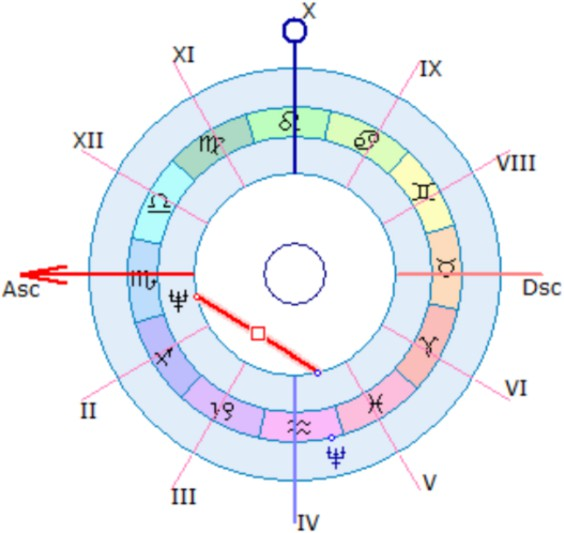 X
XI
IX
XII
♌
♍
♋
VIII
♊
♎
Asc
♏
♉
Dsc
♆
♐
♈
II
♑
♒
♓
VI
♆
III
V
IV